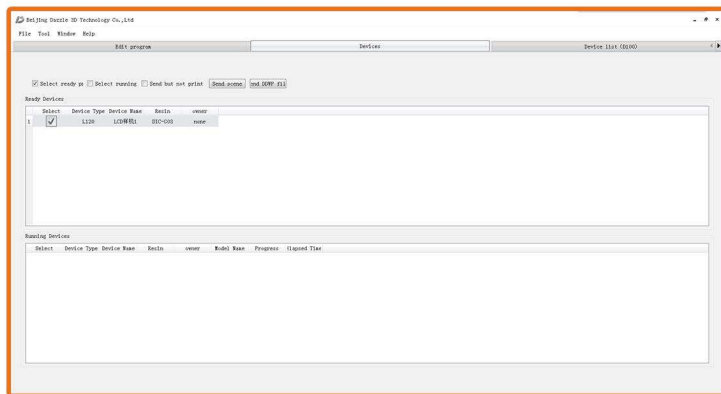 Beijing Dazzle 3D Technology Co.,Ltd
File Tool Window Help
Edit program Devices Device list (D100)
Select ready p: Select running Send but not print Send scene end DDWP fil
Ready Devices
Select Device Type Device Name Resin owner
1 L120 LCD样机1 DIC-G08 none
Running Devices
Select Device Type Device Name Resin owner Model Name Progress Elapsed Time